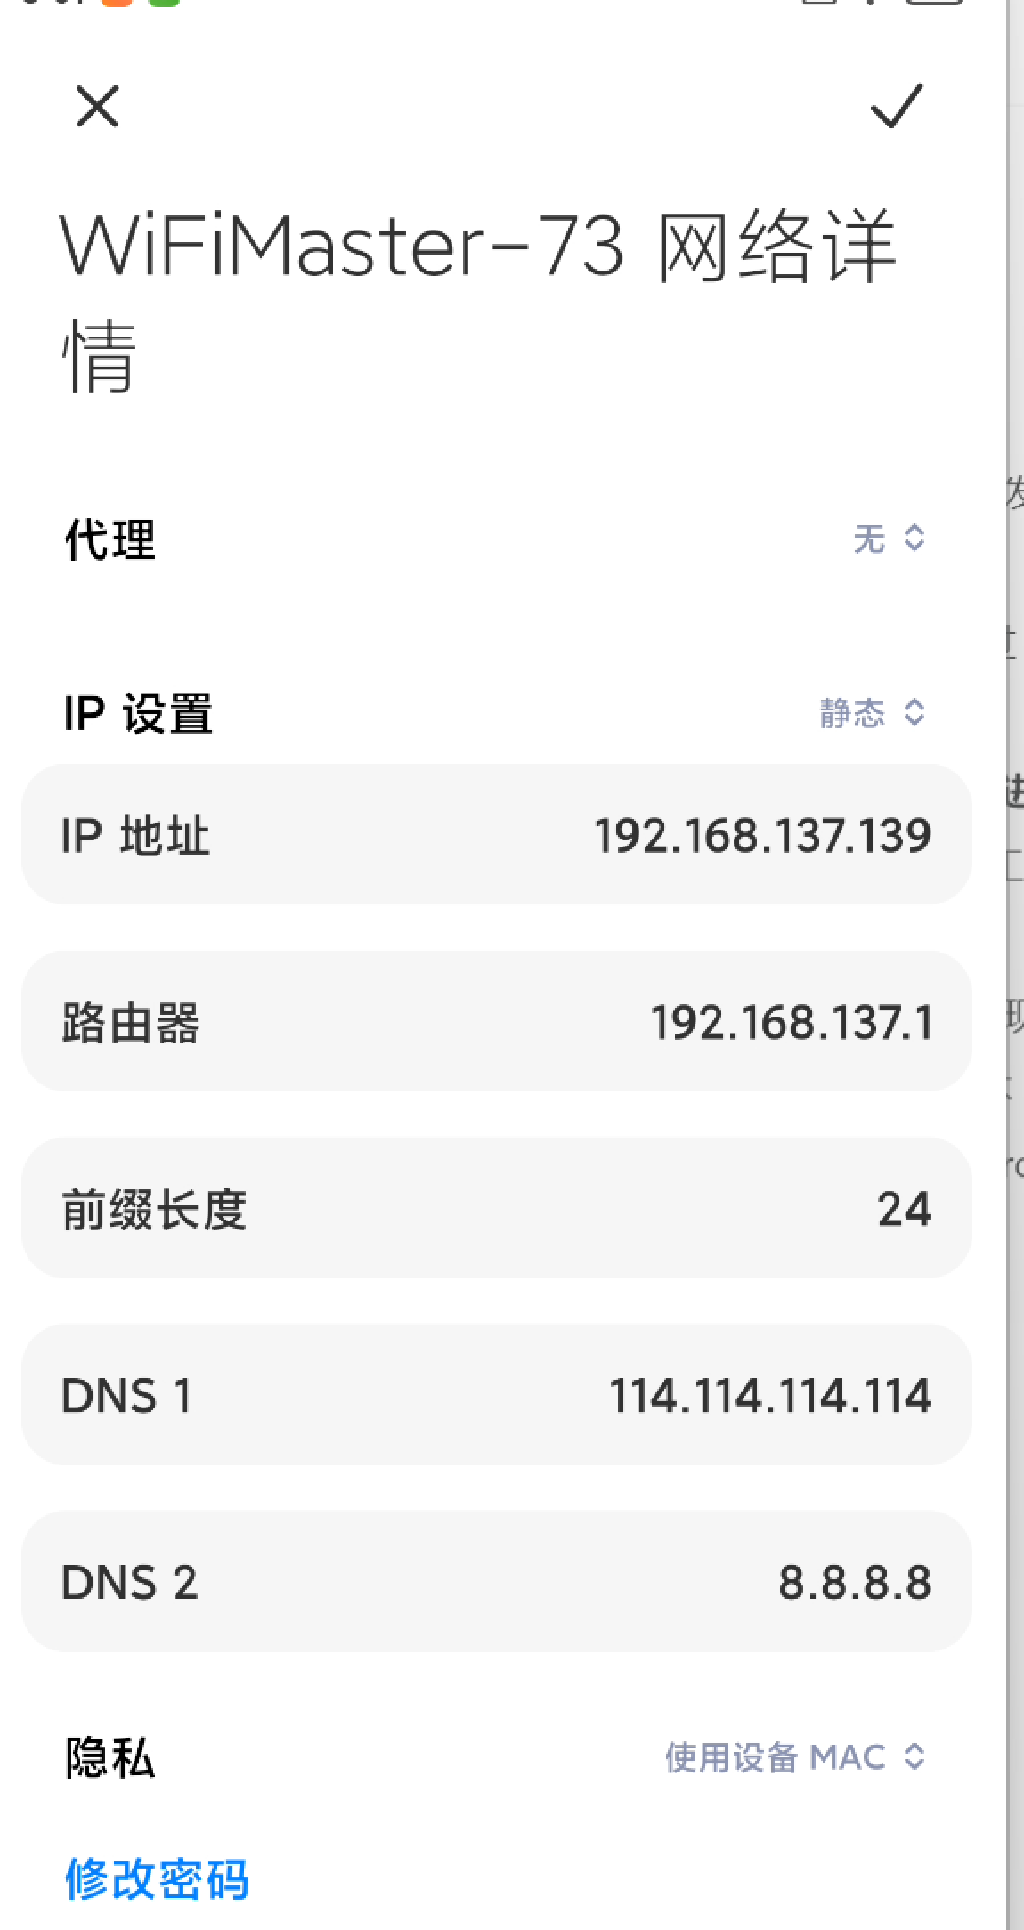 WiFiMaster-73 网络详
情
代理 无
IP 设置 静态
IP 地址 192.168.137.139
路由器 192.168.137.1
前缀长度 24
DNS 1 114.114.114.114
DNS 2 8.8.8.8
隐私 使用设备 MAC
修改密码